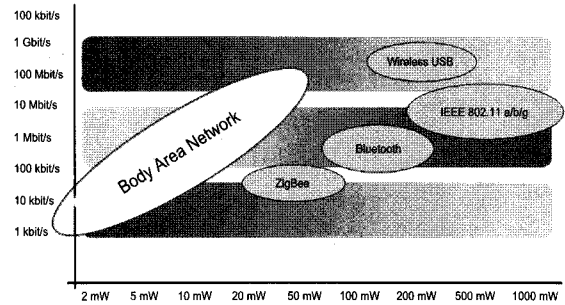 100 kbit/s
1 Gbit/s
Wireless USB
100 Mbit/s
10 Mbit/s
IEEE 802.11 a/b/g
1 Mbit/s
Body Area Network
Bluetooth
100 kbit/s
ZigBee
10 kbit/s
1 kbit/s
2 mW 5 mW 10 mW 20 mW 50 mW 100 mW 200 mW 500 mW 1000 mW